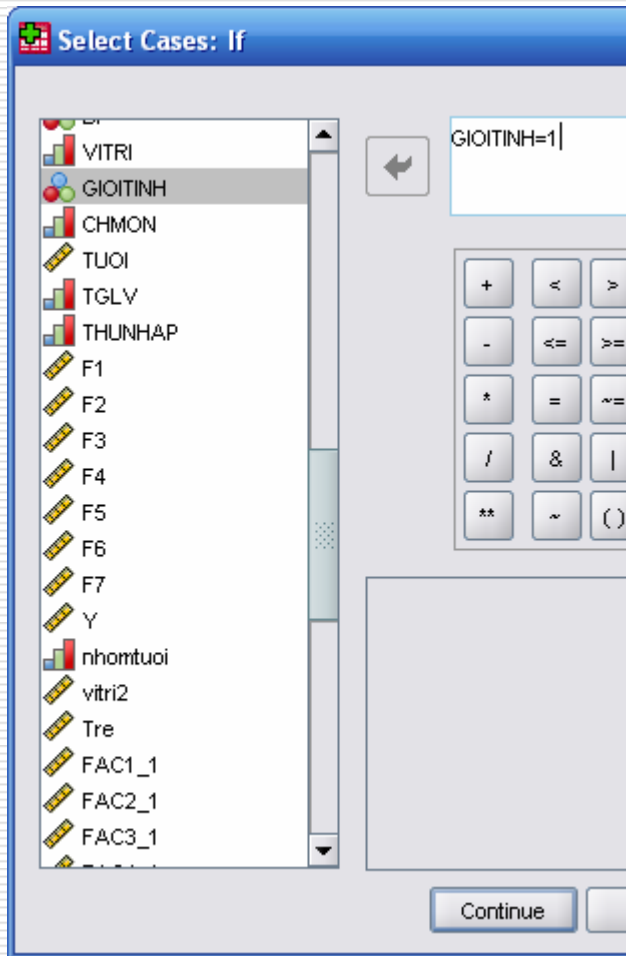 Select Cases: If
VITRI
GIOITINH
CHMON
TUOI
TGLV
THUNHAP
F1
F2
F3
F4
F5
F6
F7
Y
nhomtuoi
vitri2
Tre
FAC1_1
FAC2_1
FAC3_1
GIOITINH=1
+ < >
- <= >=
* = ~=
/ & |
** ~ ()
Continue